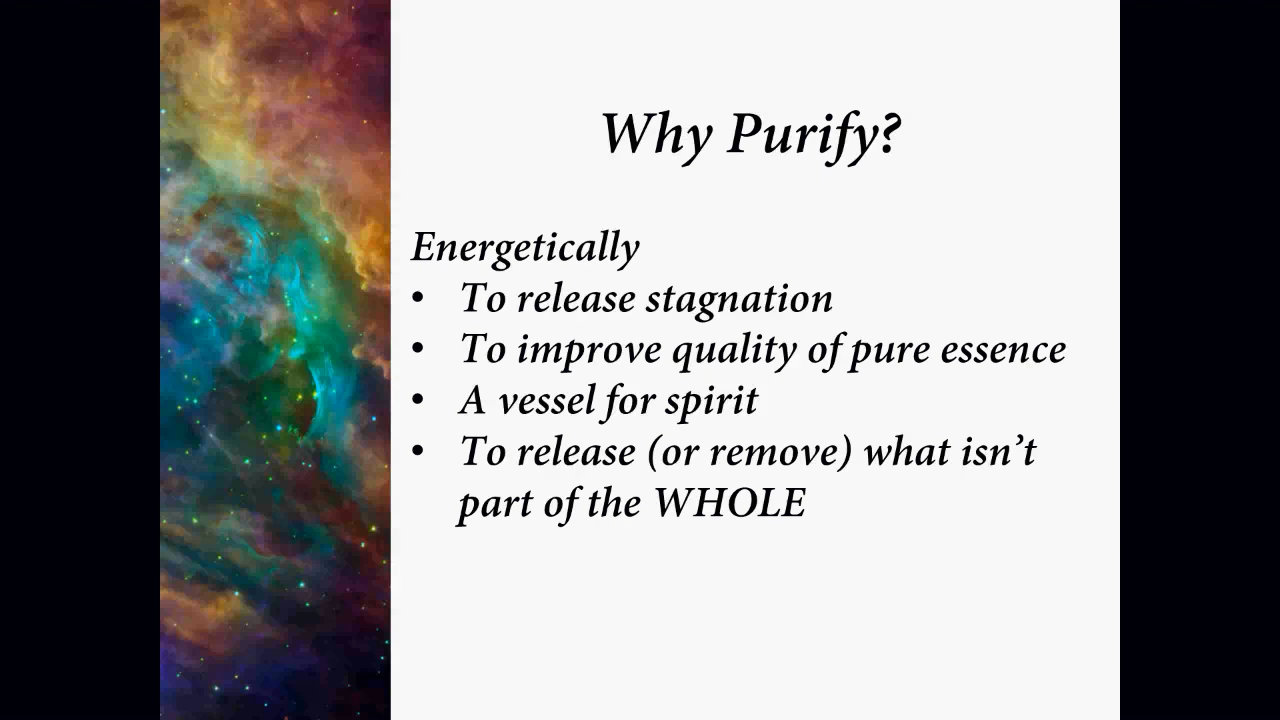 Why Purify?
Energetically
• To release stagnation
• To improve quality of pure essence
• A vessel for spirit
• To release (or remove) what isn’t
part of the WHOLE